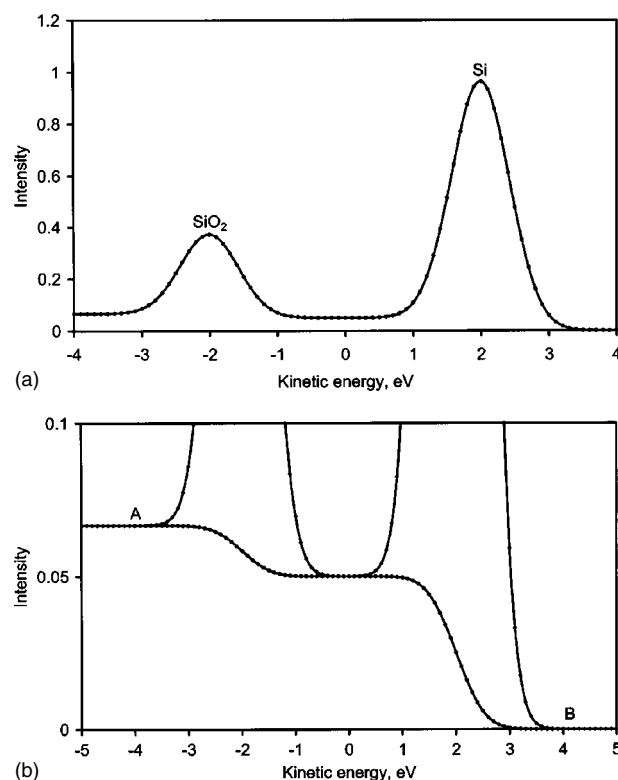 1.2
1
0.8
0.6
0.4
0.2
0
Intensity
SiO₂
Si
-4 -3 -2 -1 0 1 2 3 4
Kinetic energy, eV
(a)
0.1
0.05
0
Intensity
A
B
-5 -4 -3 -2 -1 0 1 2 3 4 5
Kinetic energy, eV
(b)